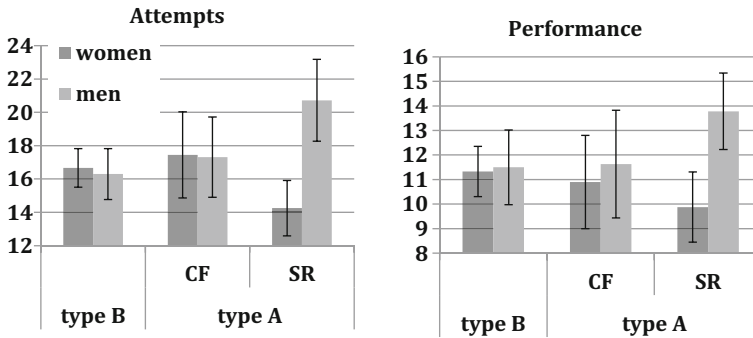 Attempts
24
22
20
18
16
14
12
women
men
CF
SR
type B
type A
Performance
16
15
14
13
12
11
10
9
8
CF
SR
type B
type A